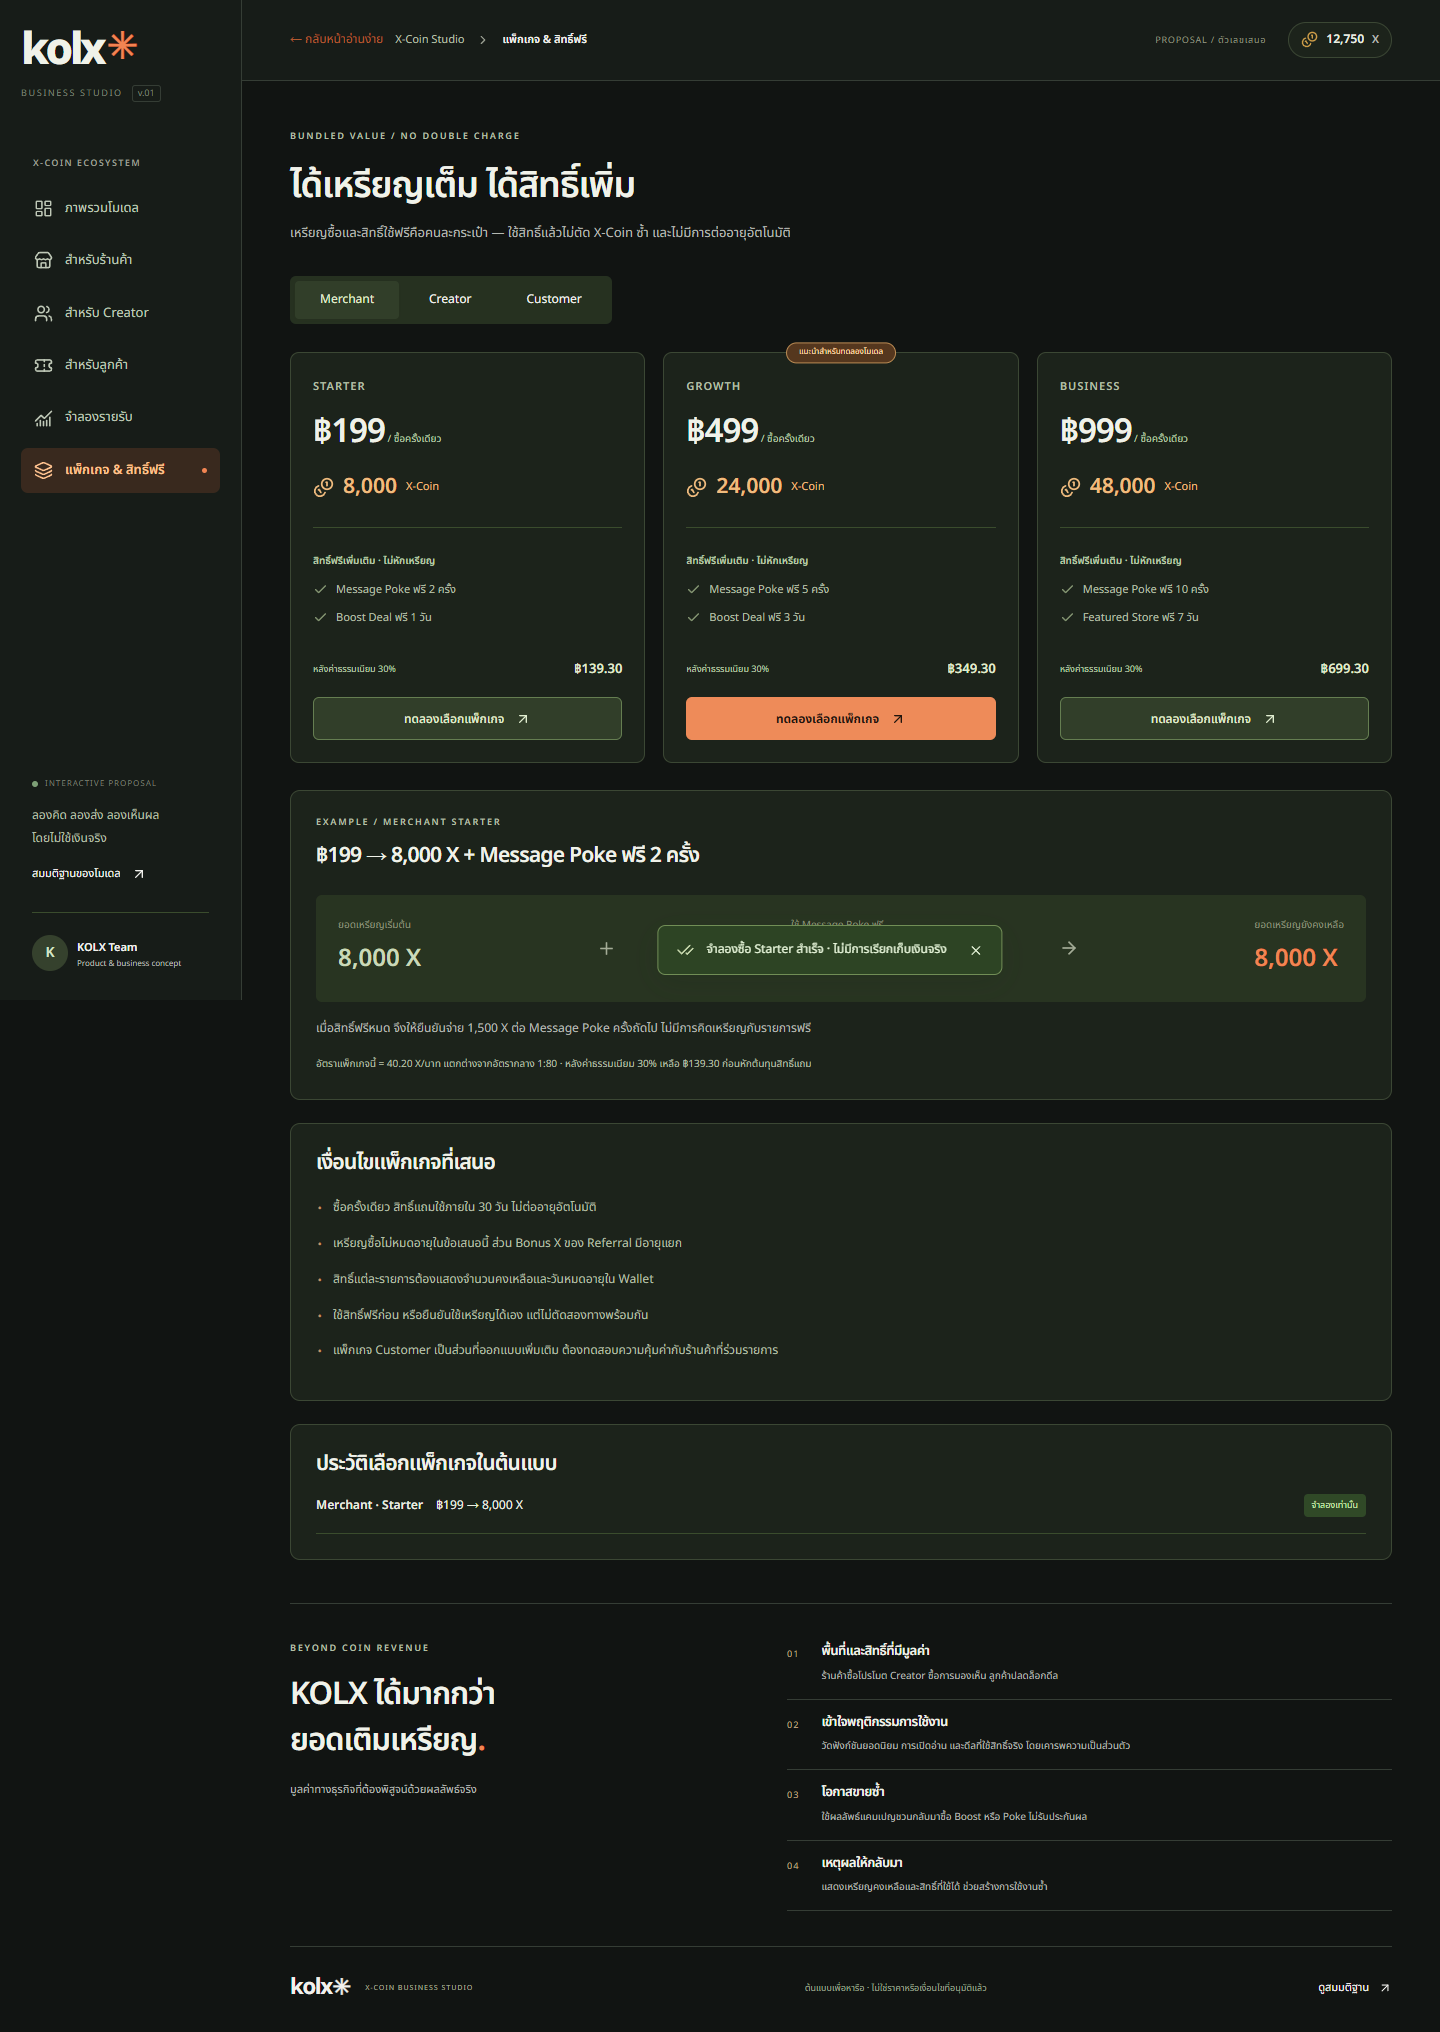 kolx
BUSINESS STUDIO v.01
X-COIN ECOSYSTEM
ภาพรวมโมเดล
สำหรับร้านค้า
สำหรับ Creator
สำหรับลูกค้า
จำลองรายรับ
แพ็กเกจ & สิทธิ์ฟรี
INTERACTIVE PROPOSAL
ลองคิด ลองส่ง ลองเห็นผล
โดยไม่ใช้เงินจริง
สมมติฐานของโมเดล
K
KOLX Team
Product & business concept
← กลับหน้าอ่านง่าย X-Coin Studio > แพ็กเกจ & สิทธิ์ฟรี
PROPOSAL / ตัวเลขเสนอ
12,750 X
BUNDLED VALUE / NO DOUBLE CHARGE
ได้เหรียญเต็ม ได้สิทธิ์เพิ่ม
เหรียญซื้อและสิทธิ์ใช้ฟรีคือคนละกระเป๋า — ใช้สิทธิ์แล้วไม่ตัด X-Coin ซ้ำ และไม่มีการต่ออายุอัตโนมัติ
Merchant Creator Customer
STARTER
฿199 / ซื้อครั้งเดียว
8,000 X-Coin
สิทธิ์ฟรีเพิ่มเติม · ไม่หักเหรียญ
Message Poke ฟรี 2 ครั้ง
Boost Deal ฟรี 1 วัน
หลังค่าธรรมเนียม 30% ฿139.30
ทดลองเลือกแพ็กเกจ
แนะนำสำหรับทดลองโมเดล
GROWTH
฿499 / ซื้อครั้งเดียว
24,000 X-Coin
สิทธิ์ฟรีเพิ่มเติม · ไม่หักเหรียญ
Message Poke ฟรี 5 ครั้ง
Boost Deal ฟรี 3 วัน
หลังค่าธรรมเนียม 30% ฿349.30
ทดลองเลือกแพ็กเกจ
BUSINESS
฿999 / ซื้อครั้งเดียว
48,000 X-Coin
สิทธิ์ฟรีเพิ่มเติม · ไม่หักเหรียญ
Message Poke ฟรี 10 ครั้ง
Featured Store ฟรี 7 วัน
หลังค่าธรรมเนียม 30% ฿699.30
ทดลองเลือกแพ็กเกจ
EXAMPLE / MERCHANT STARTER
฿199 → 8,000 X + Message Poke ฟรี 2 ครั้ง
ยอดเหรียญเริ่มต้น
8,000 X
+
ใช้ Message Poke ฟรี
จำลองซื้อ Starter สำเร็จ · ไม่มีการเรียกเก็บเงินจริง
→
ยอดเหรียญยังคงเหลือ
8,000 X
เมื่อสิทธิ์ฟรีหมด จึงให้ยืนยันจ่าย 1,500 X ต่อ Message Poke ครั้งถัดไป ไม่มีการคิดเหรียญกับรายการฟรี
อัตราแพ็กเกจนี้ = 40.20 X/บาท แตกต่างจากอัตรากลาง 1:80 · หลังค่าธรรมเนียม 30% เหลือ ฿139.30 ก่อนหักต้นทุนสิทธิ์แถม
เงื่อนไขแพ็กเกจที่เสนอ
• ซื้อครั้งเดียว สิทธิ์แถมใช้ภายใน 30 วัน ไม่ต่ออายุอัตโนมัติ
• เหรียญซื้อไม่หมดอายุในข้อเสนอนี้ ส่วน Bonus X ของ Referral มีอายุแยก
• สิทธิ์แต่ละรายการต้องแสดงจำนวนคงเหลือและวันหมดอายุใน Wallet
• ใช้สิทธิ์ฟรีก่อน หรือยืนยันใช้เหรียญได้เอง แต่ไม่ตัดสองทางพร้อมกัน
• แพ็กเกจ Customer เป็นส่วนที่ออกแบบเพิ่มเติม ต้องทดสอบความคุ้มค่ากับร้านค้าที่ร่วมรายการ
ประวัติเลือกแพ็กเกจในต้นแบบ
Merchant · Starter ฿199 → 8,000 X จำลองเท่านั้น
BEYOND COIN REVENUE
KOLX ได้มากกว่า
ยอดเติมเหรียญ.
มูลค่าทางธุรกิจที่ต้องพิสูจน์ด้วยผลลัพธ์จริง
01 พื้นที่และสิทธิ์ที่มีมูลค่า
ร้านค้าซื้อโปรโมต Creator ซื้อการมองเห็น ลูกค้าปลดล็อกดีล
02 เข้าใจพฤติกรรมการใช้งาน
วัดฟังก์ชันยอดนิยม การเปิดอ่าน และดีลที่ใช้สิทธิ์จริง โดยเคารพความเป็นส่วนตัว
03 โอกาสขายซ้ำ
ใช้ผลลัพธ์แคมเปญชวนกลับมาซื้อ Boost หรือ Poke ไม่รับประกันผล
04 เหตุผลให้กลับมา
แสดงเหรียญคงเหลือและสิทธิ์ที่ใช้ได้ ช่วยสร้างการใช้งานซ้ำ
kolx X-COIN BUSINESS STUDIO
ต้นแบบเพื่อหารือ · ไม่ใช่ราคาหรือเงื่อนไขที่อนุมัติแล้ว
ดูสมมติฐาน